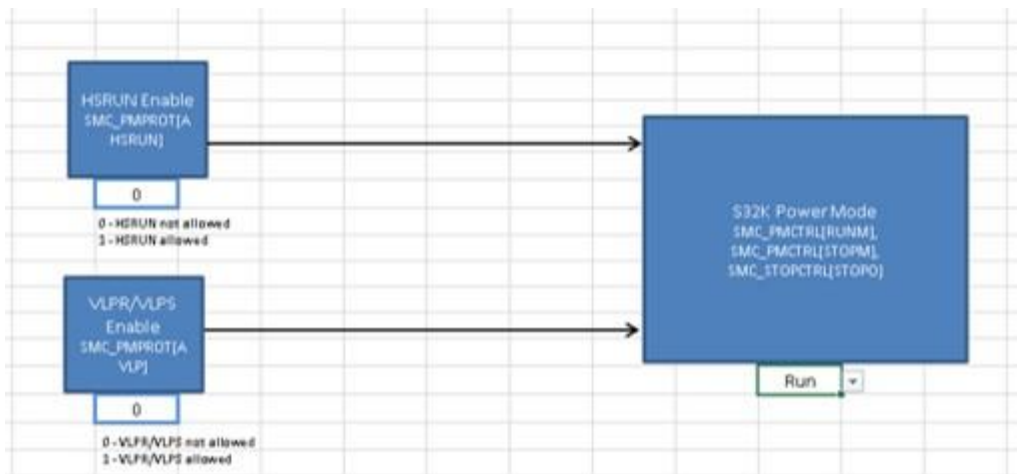 HSRUN Enable
SMC_PMPROT[A
HSRUN]
0
0 - HSRUN not allowed
1 - HSRUN allowed
VLPR/VLPS
Enable
SMC_PMPROT[A
VLP]
0
0 - VLPR/VLPS not allowed
1 - VLPR/VLPS allowed
S32K Power Mode
SMC_PMCTRL[RUNM],
SMC_PMCTRL[STOPM],
SMC_STOPCTRL[STOPO]
Run